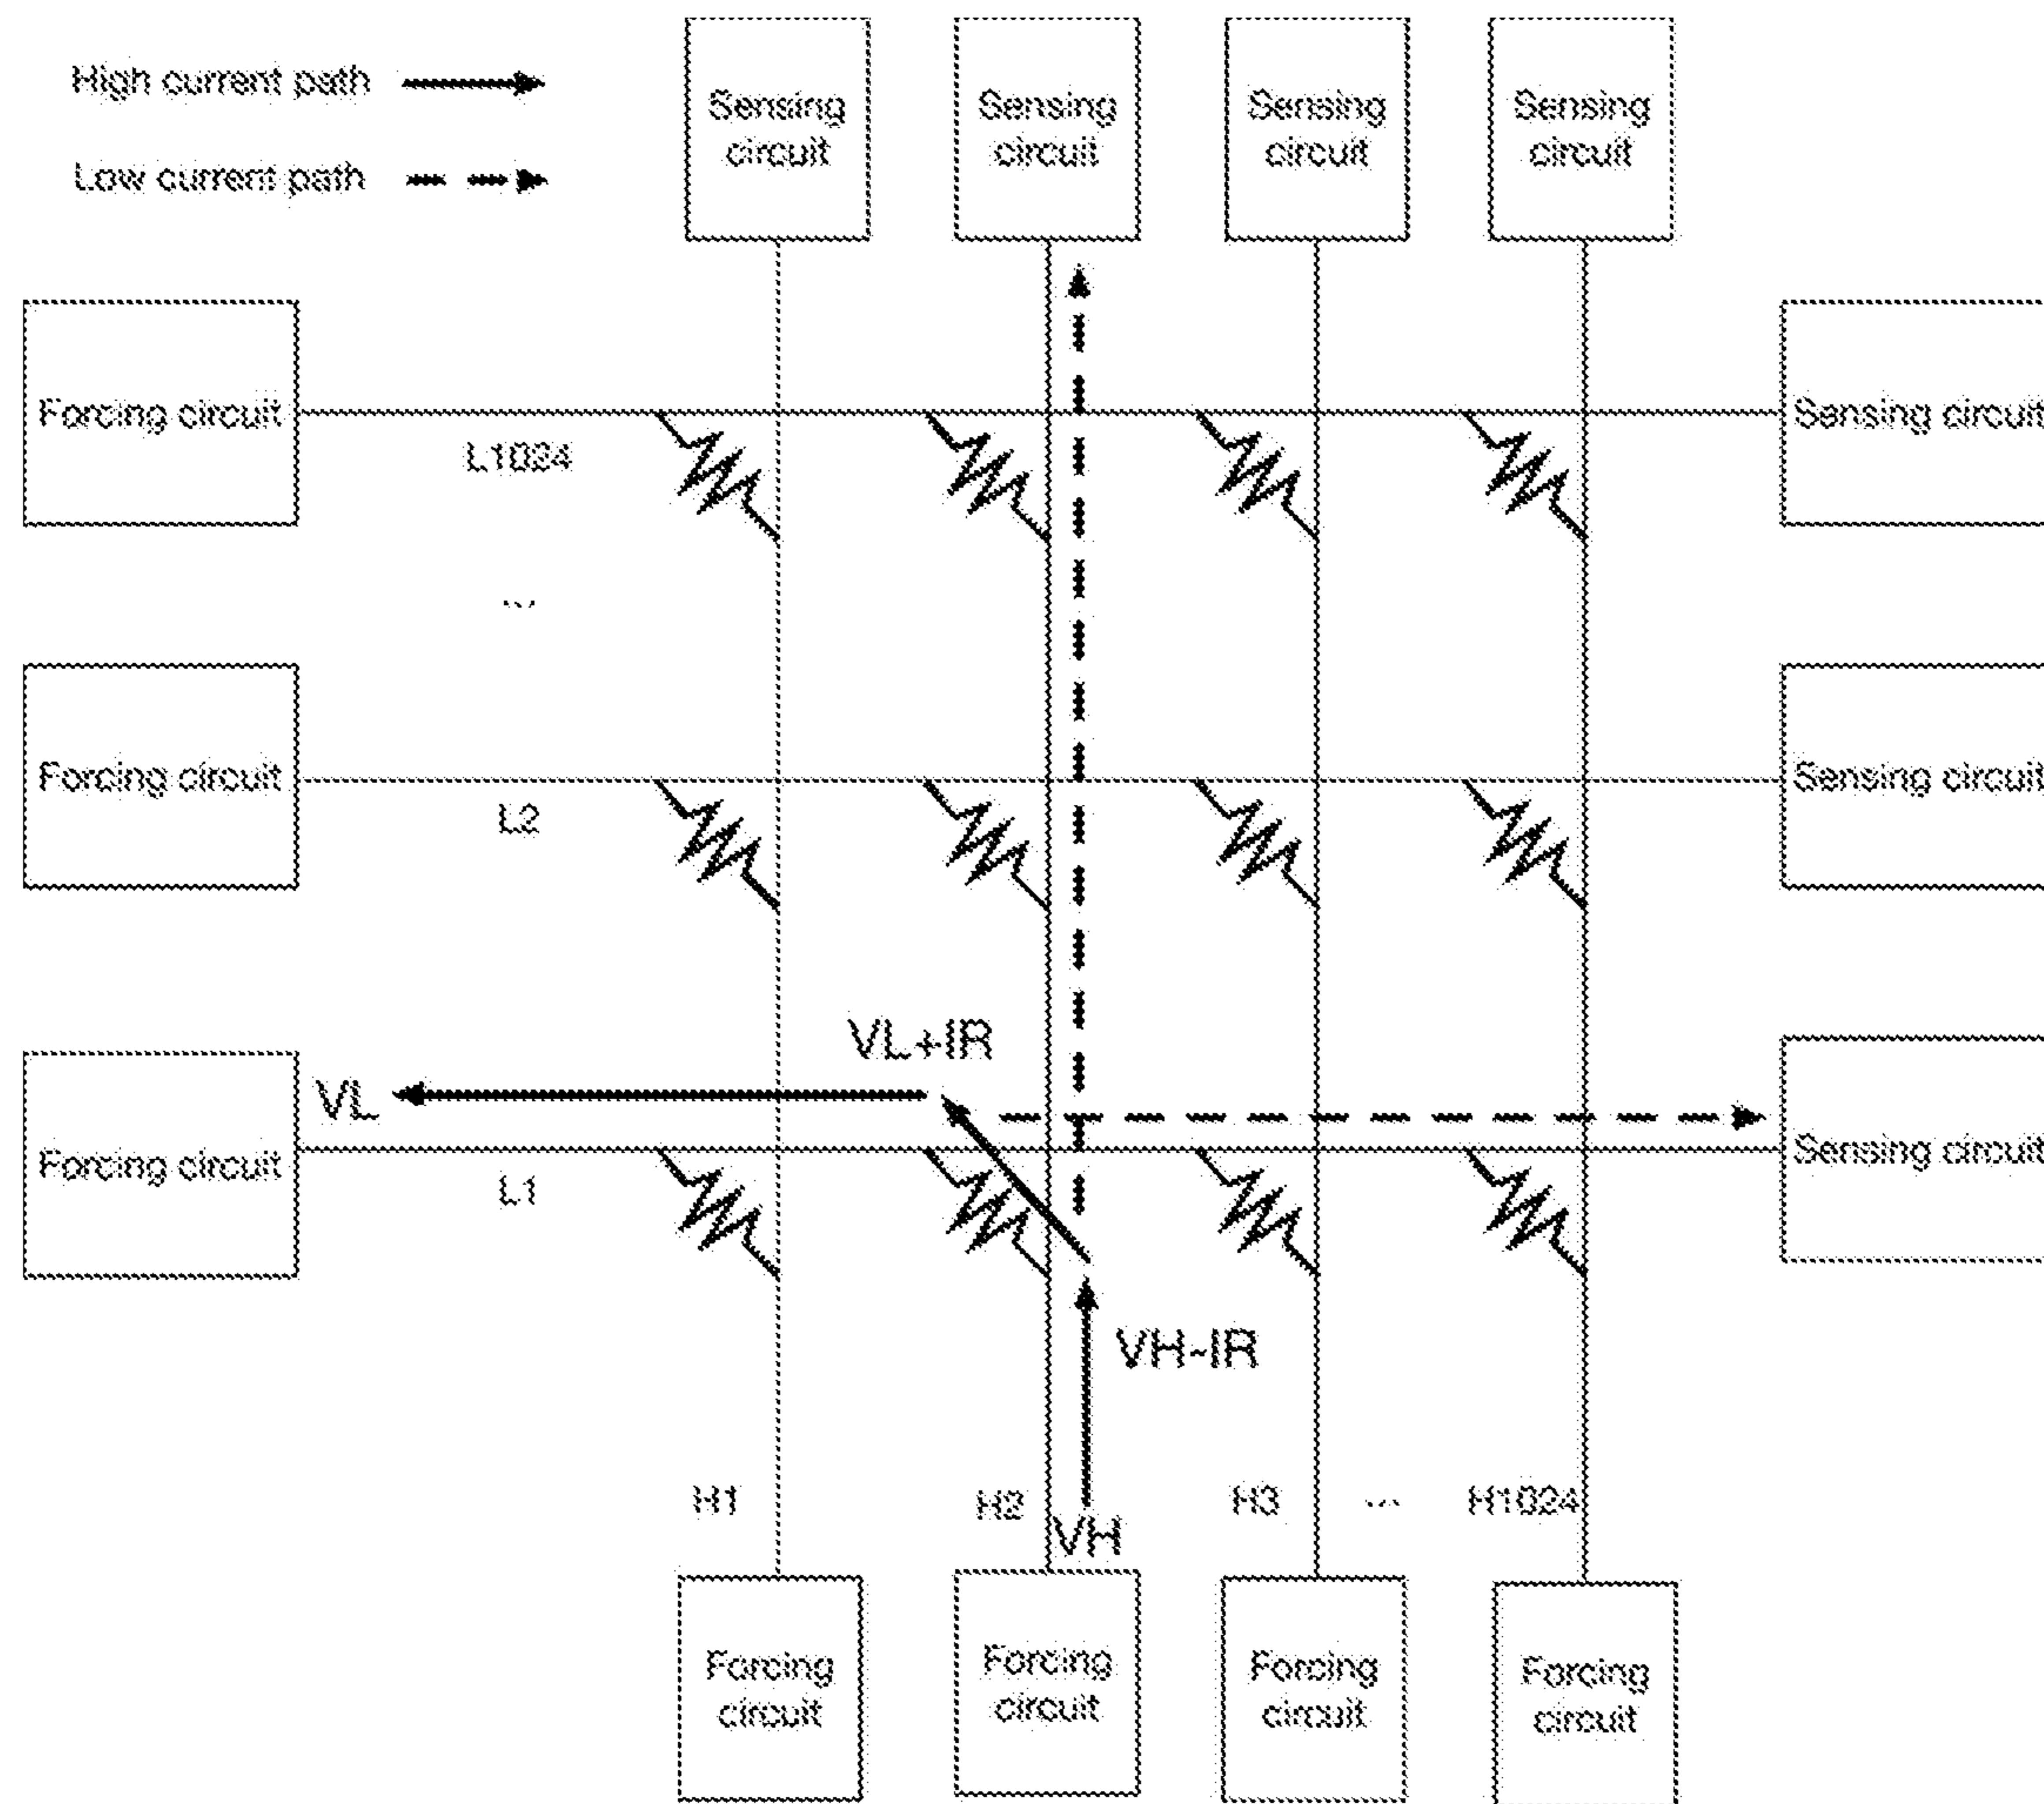 High current path
Low current path
Sensing
circuit
Sensing
circuit
Sensing
circuit
Sensing
circuit
Forcing circuit
L1024
Sensing circuit
...
Forcing circuit
L2
Sensing circuit
VL+IR
Forcing circuit
VL
L1
Sensing circuit
VH-IR
H1
H2
H3
...
H1024
VH
Forcing
circuit
Forcing
circuit
Forcing
circuit
Forcing
circuit